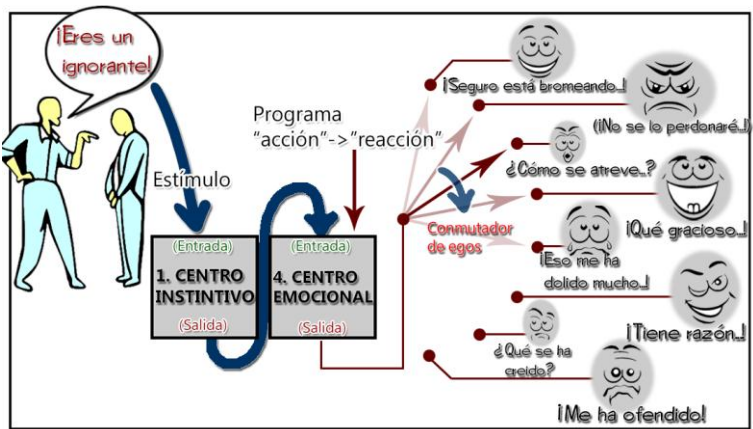 ¡Eres un
ignorante!
Estímulo
Programa
"acción"->"reacción"
(Entrada)
1. CENTRO
INSTINTIVO
(Salida)
(Entrada)
4. CENTRO
EMOCIONAL
(Salida)
Conmutador
de egos
¡Seguro está bromeando..!
(¡No se lo perdonaré..!)
¿Cómo se atreve..?
¡Qué gracioso..!
¡Eso me ha
dolido mucho..!
¡Tiene razón..!
¿Qué se ha
creido?
¡Me ha ofendido!